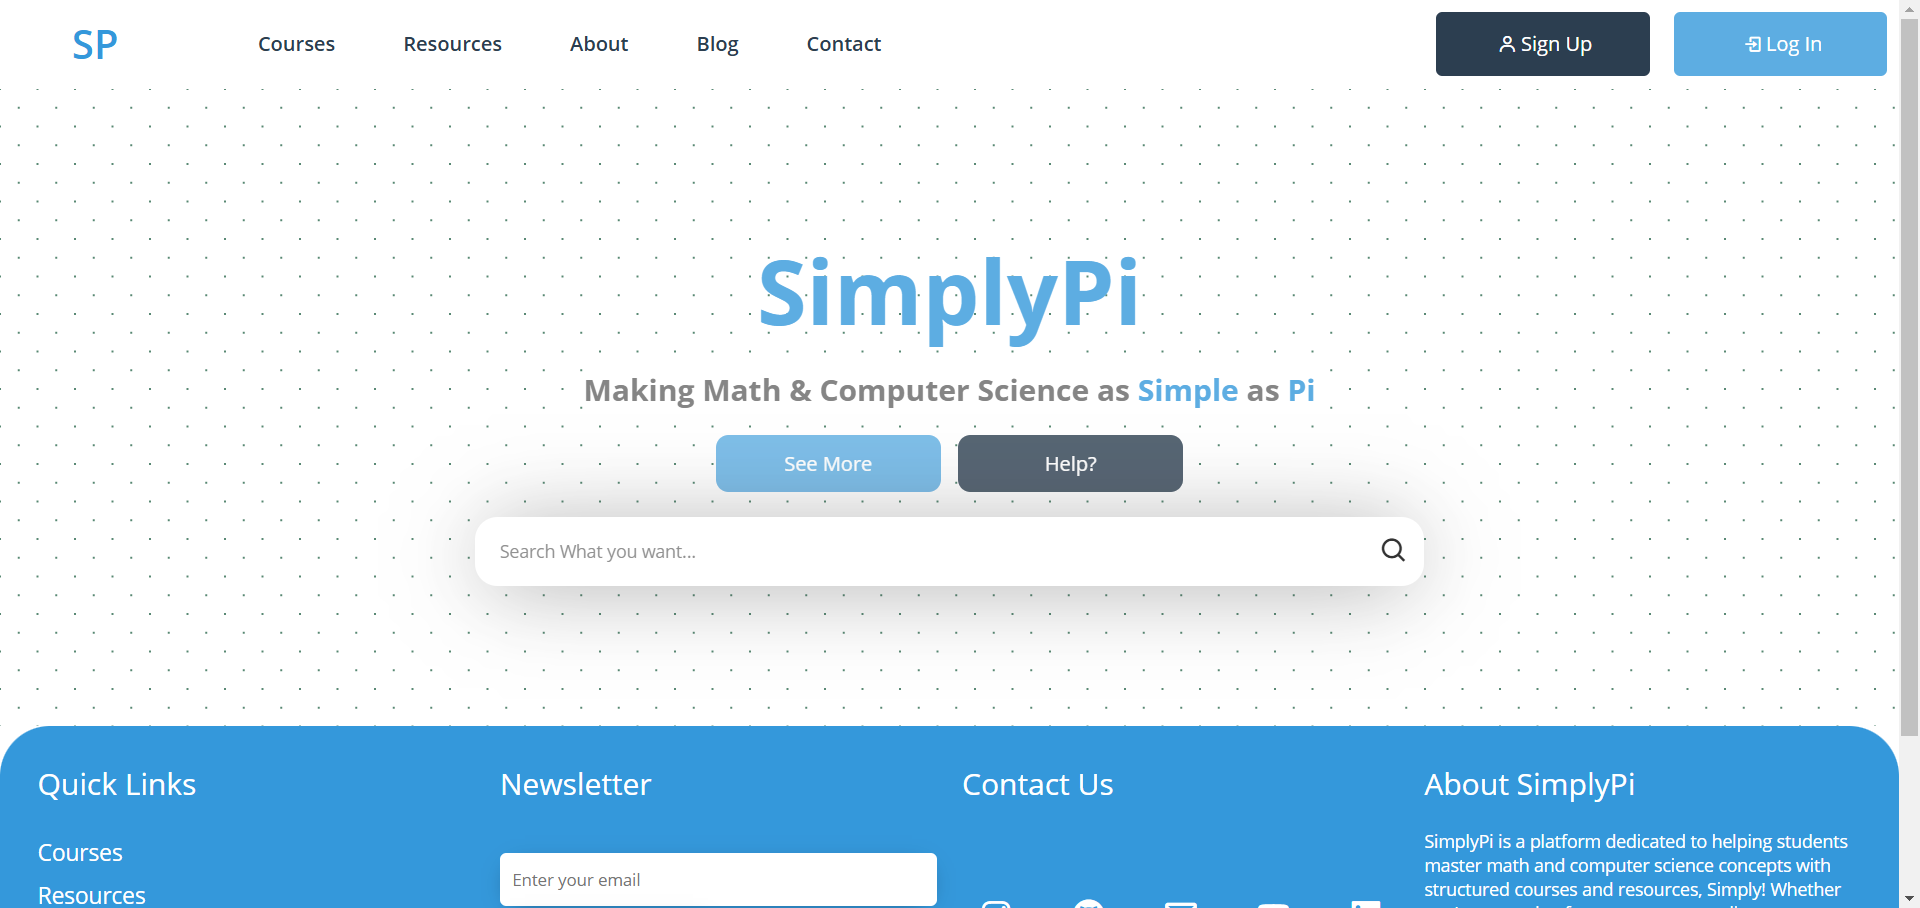 SP
Courses
Resources
About
Blog
Contact
Sign Up
Log In
SimplyPi
Making Math & Computer Science as Simple as Pi
See More
Help?
Search What you want...
Quick Links
Courses
Resources
Newsletter
Enter your email
Contact Us
About SimplyPi
SimplyPi is a platform dedicated to helping students
master math and computer science concepts with
structured courses and resources, Simply! Whether